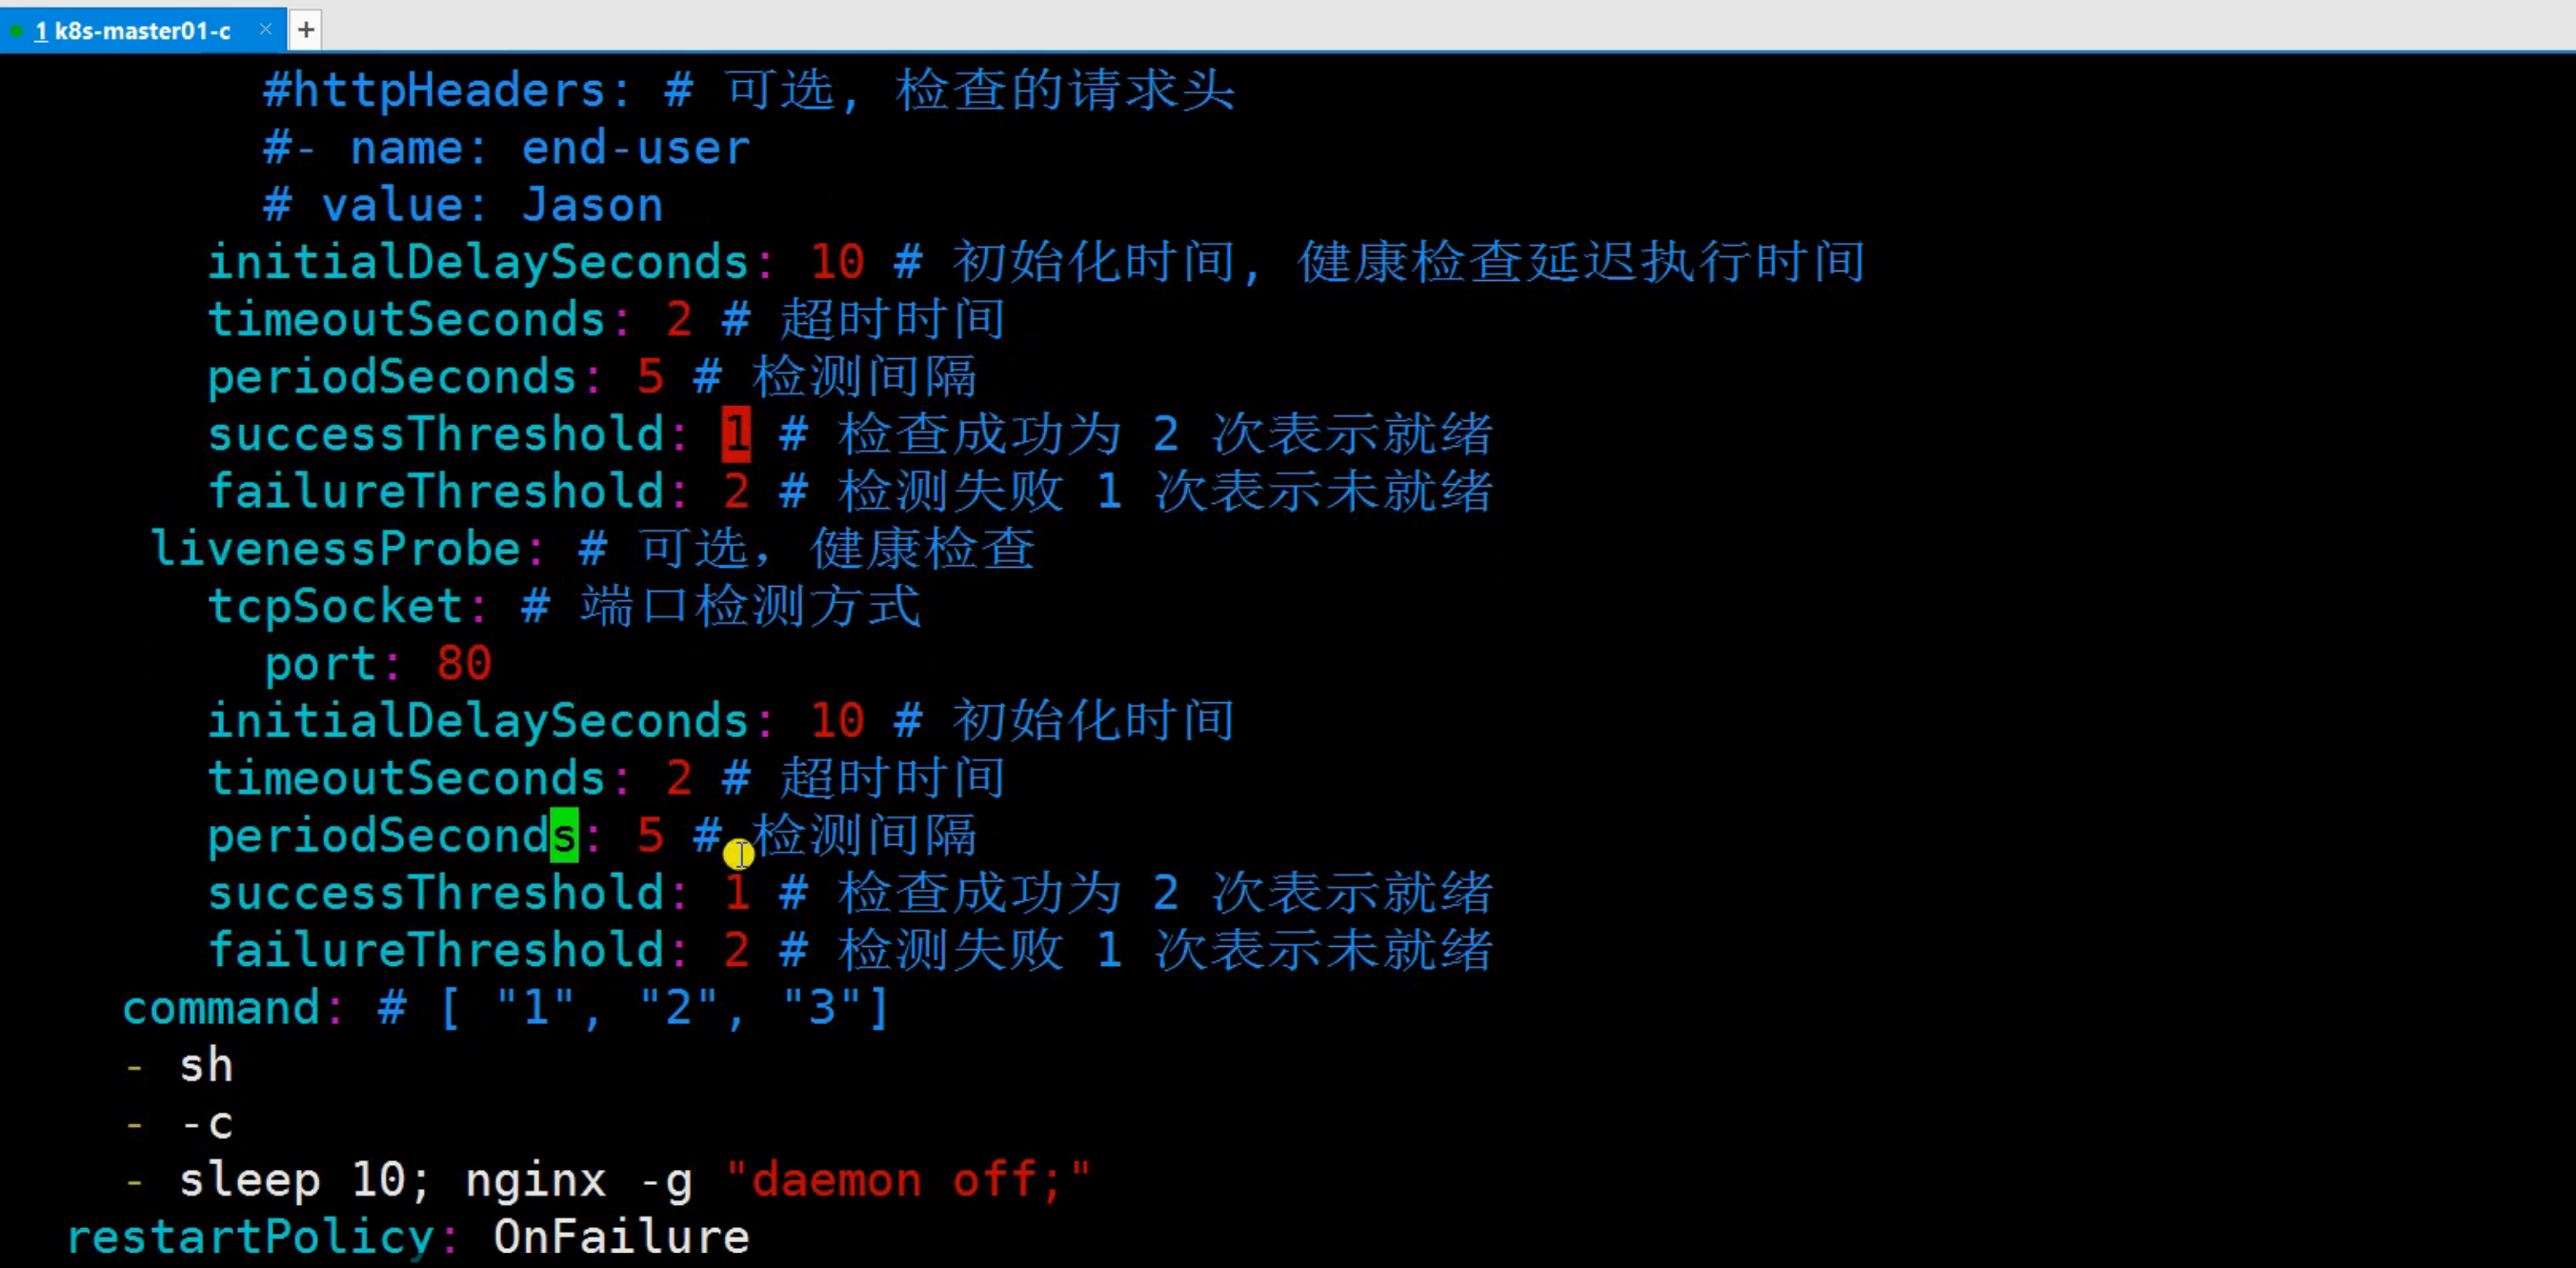 1 k8s-master01-c × +
#httpHeaders: # 可选, 检查的请求头
#- name: end-user
# value: Jason
initialDelaySeconds: 10 # 初始化时间, 健康检查延迟执行时间
timeoutSeconds: 2 # 超时时间
periodSeconds: 5 # 检测间隔
successThreshold: 1 # 检查成功为 2 次表示就绪
failureThreshold: 2 # 检测失败 1 次表示未就绪
livenessProbe: # 可选，健康检查
tcpSocket: # 端口检测方式
port: 80
initialDelaySeconds: 10 # 初始化时间
timeoutSeconds: 2 # 超时时间
periodSeconds: 5 # 检测间隔
successThreshold: 1 # 检查成功为 2 次表示就绪
failureThreshold: 2 # 检测失败 1 次表示未就绪
command: # [ "1", "2", "3"]
- sh
- -c
- sleep 10; nginx -g "daemon off;"
restartPolicy: OnFailure